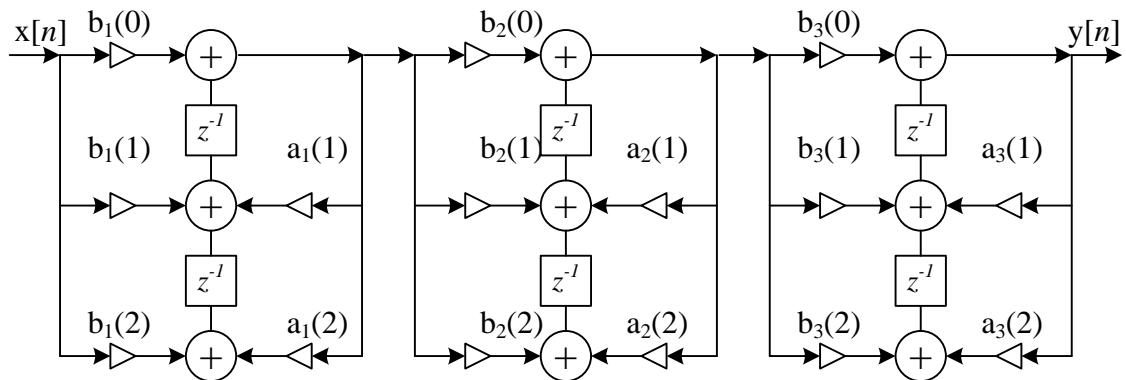 x[n] b₁(0) + b₂(0) + b₃(0) + y[n]
z⁻¹ z⁻¹ z⁻¹
b₁(1) a₁(1) b₂(1) a₂(1) b₃(1) a₃(1)
+ + +
z⁻¹ z⁻¹ z⁻¹
b₁(2) a₁(2) b₂(2) a₂(2) b₃(2) a₃(2)
+ + +